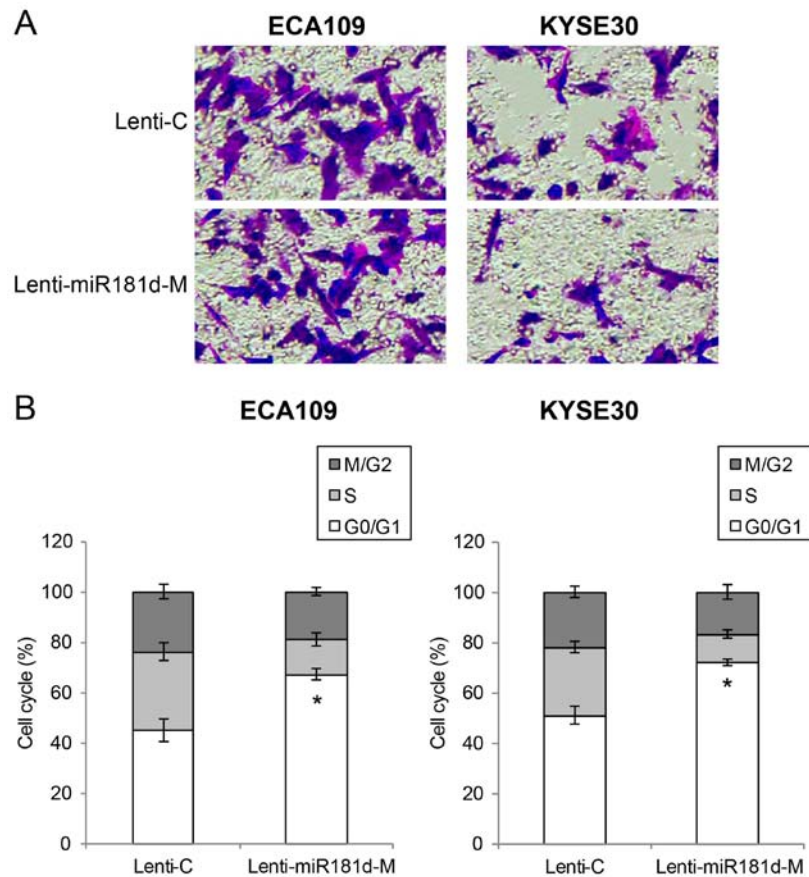 A
ECA109 KYSE30
Lenti-C
Lenti-miR181d-M
B
ECA109 KYSE30
M/G2
S
G0/G1
M/G2
S
G0/G1
Cell cycle (%)
120
100
80
60
40
20
0
Lenti-C Lenti-miR181d-M
*
Cell cycle (%)
120
100
80
60
40
20
0
Lenti-C Lenti-miR181d-M
*